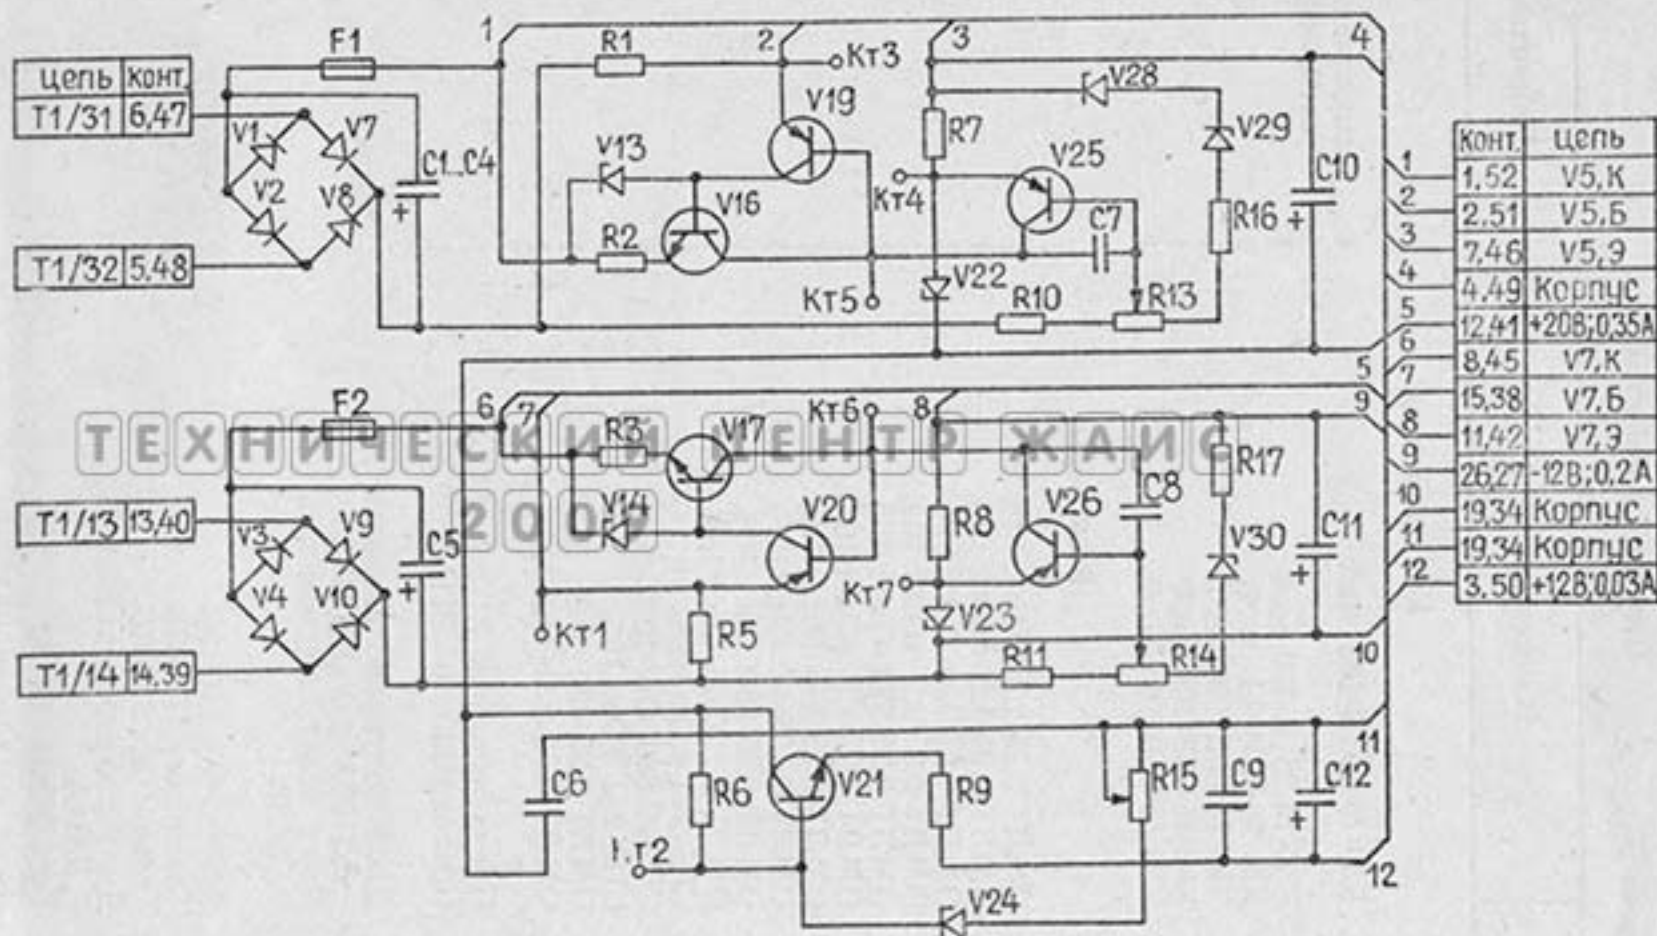 цепь конт.
Т1/31 6,47
Т1/32 5,48
F1
V1
V7
V2
V8
C1...C4
1
R1
2
Кт3
V19
V13
V16
R2
Кт5
3
4
V28
V29
R7
V25
C10
Кт4
C7
R16
V22
R10
R13
5
6
Конт. цепь
1 1,52 V5,К
2 2,51 V5,Б
3 7,46 V5,Э
4 4,49 Корпус
5 12,41 +20В;0,35А
6 8,45 V7,К
7 15,38 V7,Б
8 11,42 V7,Э
9 26,27 -12В;0,2А
10 19,34 Корпус
11 19,34 Корпус
12 3,50 +12В;0,03А
F2
Т1/13 13,40
Т1/14 14,39
V3
V9
V4
V10
C5
6
7
R3
V17
Кт6
V14
V20
Кт1
R5
8
5
9
R17
C8
R8
V26
V30
C11
Кт7
V23
R11
R14
10
C6
R6
V21
R9
R15
C9
C12
11
Кт2
V24
12
ТЕХНИЧЕСКИЙ ЦЕНТР ЖАИС
2009